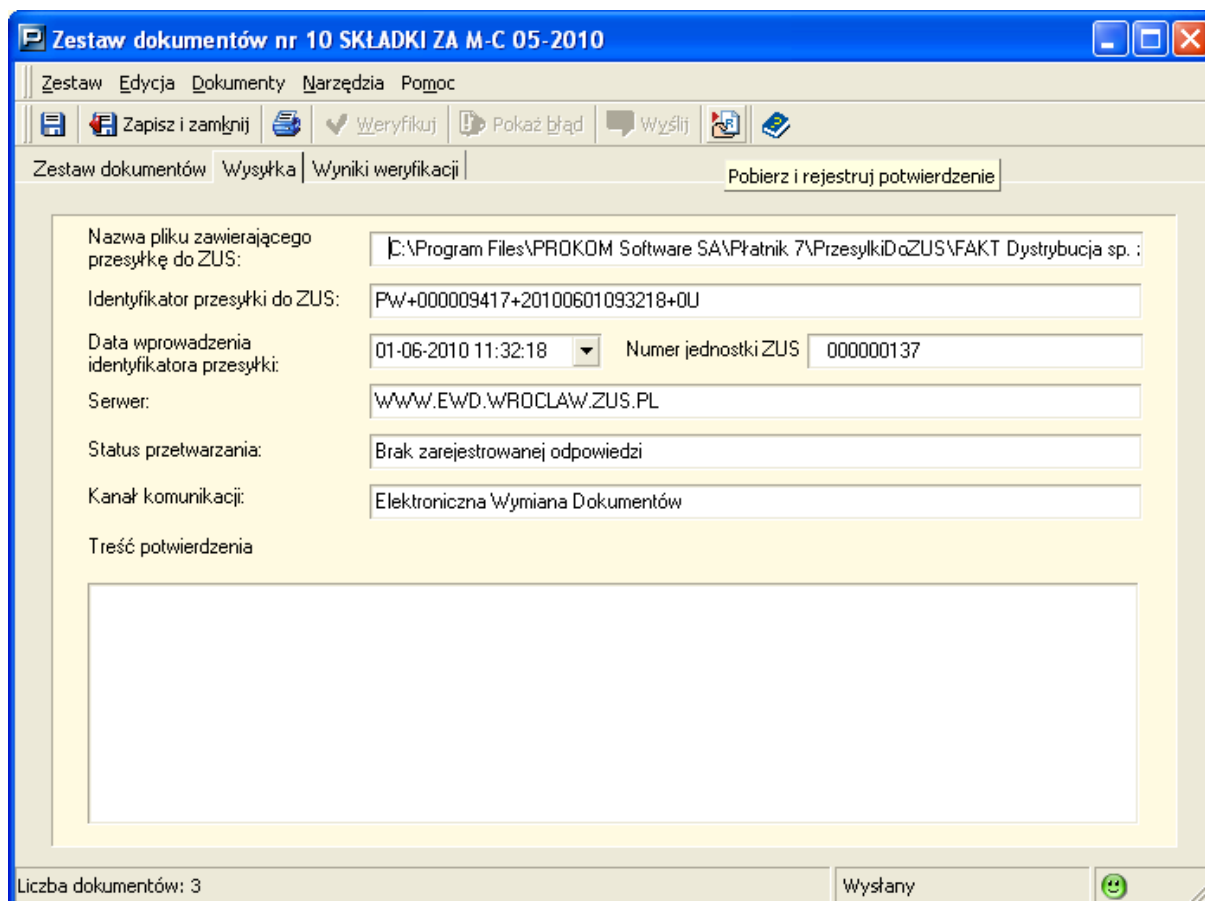 Zestaw dokumentów nr 10 SKŁADKI ZA M-C 05-2010
Zestaw Edycja Dokumenty Narzędzia Pomoc
Zapisz i zamknij Weryfikuj Pokaż błąd Wyślij
Zestaw dokumentów Wysyłka Wyniki weryfikacji
Pobierz i rejestruj potwierdzenie
Nazwa pliku zawierającego
przesyłkę do ZUS:
C:\Program Files\PROKOM Software SA\Płatnik 7\PrzesylkiDoZUS\FAKT Dystrybucja sp.
Identyfikator przesyłki do ZUS: PW+000009417+20100601093218+0U
Data wprowadzenia
identyfikatora przesyłki:
01-06-2010 11:32:18 Numer jednostki ZUS 000000137
Serwer: WWW.EWD.WROCLAW.ZUS.PL
Status przetwarzania: Brak zarejestrowanej odpowiedzi
Kanał komunikacji: Elektroniczna Wymiana Dokumentów
Treść potwierdzenia
Liczba dokumentów: 3 Wysłany